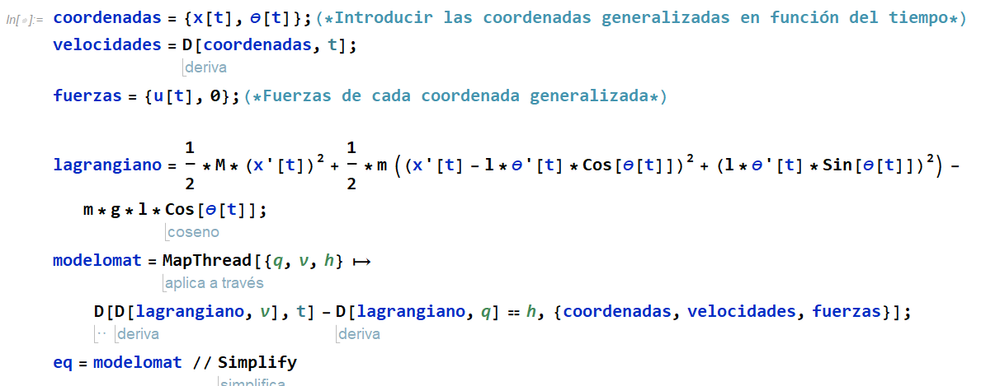 In[●]:= coordenadas = {x[t], θ[t]}; (*Introducir las coordenadas generalizadas en función del tiempo*)
velocidades = D[coordenadas, t];
deriva
fuerzas = {u[t], 0}; (*Fuerzas de cada coordenada generalizada*)
lagrangiano = 1/2 * M * (x'[t])² + 1/2 * m ((x'[t] - l * θ'[t] * Cos[θ[t]])² + (l * θ'[t] * Sin[θ[t]])²) -
m * g * l * Cos[θ[t]];
coseno
modelomat = MapThread[{q, v, h} ↦
aplica a través
D[D[lagrangiano, v], t] - D[lagrangiano, q] == h, {coordenadas, velocidades, fuerzas}];
·· deriva deriva
eq = modelomat // Simplify
simplifica